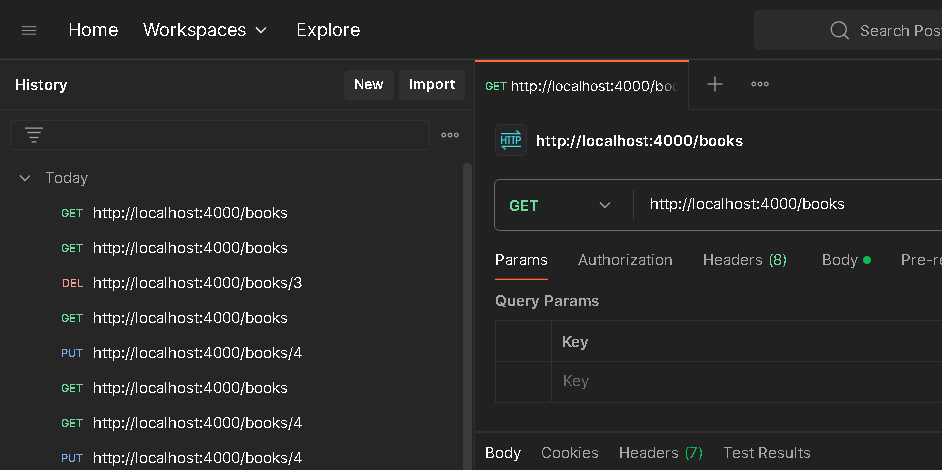 Home Workspaces Explore Search Pos
History New Import
GET http://localhost:4000/boo
http://localhost:4000/books
Today
GET http://localhost:4000/books
GET http://localhost:4000/books
DEL http://localhost:4000/books/3
GET http://localhost:4000/books
PUT http://localhost:4000/books/4
GET http://localhost:4000/books
GET http://localhost:4000/books/4
PUT http://localhost:4000/books/4
HTTP
GET http://localhost:4000/books
Params Authorization Headers (8) Body Pre-re
Query Params
Key
Key
Body Cookies Headers (7) Test Results